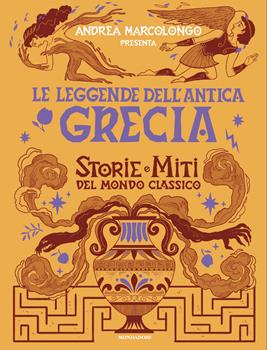 ANDREA MARCOLONGO
PRESENTA
LE LEGGENDE DELL'ANTICA
GRECIA
STORIE e MITI
DEL MONDO CLASSICO
MONDADORI